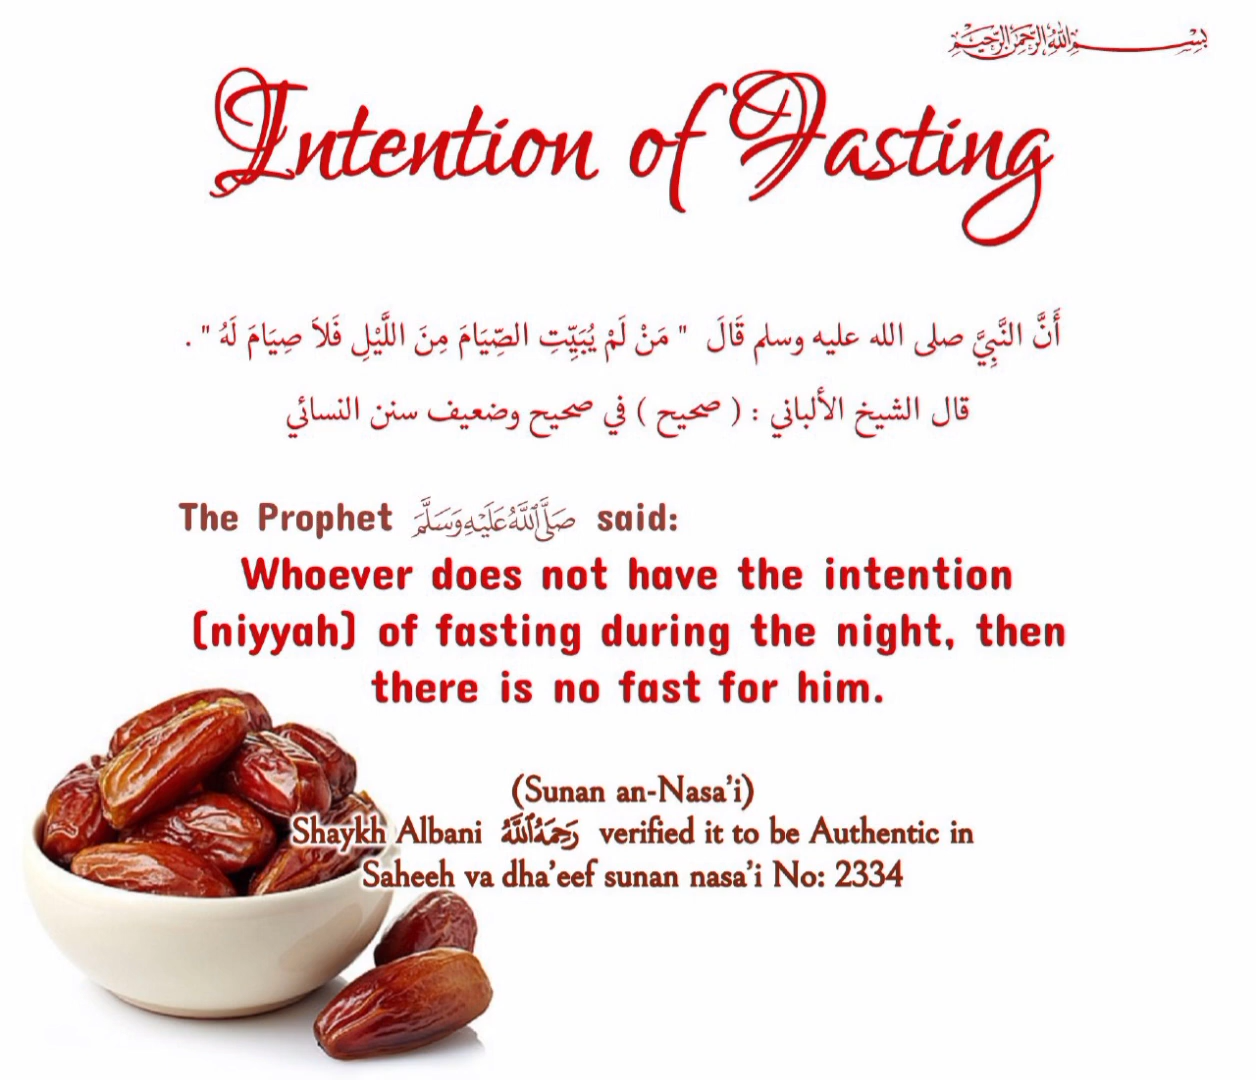 بسم الله الرحمن الرحيم
Intention of Fasting
أَنَّ النَّبِيَّ صلى الله عليه وسلم قَالَ " مَنْ لَمْ يُبَيِّتِ الصِّيَامَ مِنَ اللَّيْلِ فَلاَ صِيَامَ لَهُ " .
قال الشيخ الألباني : ( صحيح ) في صحيح وضعيف سنن النسائي
The Prophet صَلَّى اللَّهُ عَلَيْهِ وَسَلَّمَ said:
Whoever does not have the intention
(niyyah) of fasting during the night, then
there is no fast for him.
(Sunan an-Nasa’i)
Shaykh Albani رَحِمَهُ اللَّهُ verified it to be Authentic in
Saheeh va dha’eef sunan nasa’i No: 2334